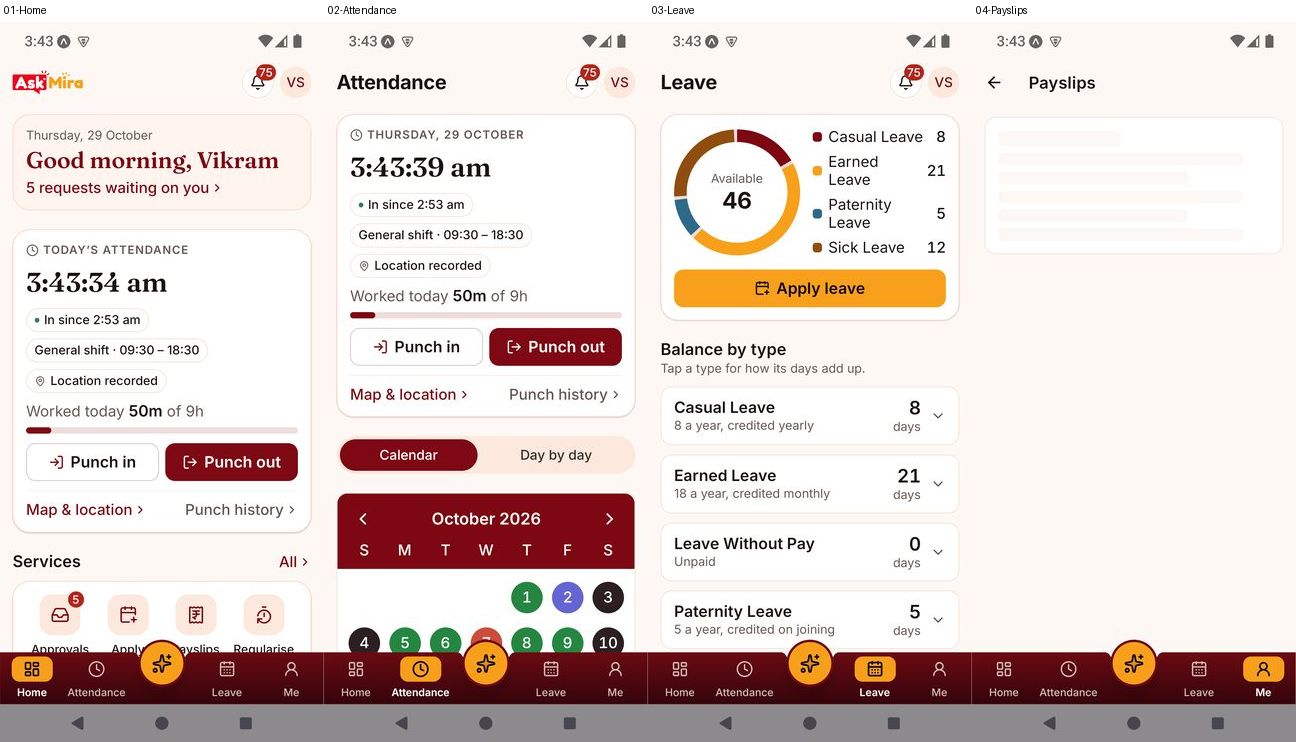 01-Home
3:43
AskMira
75
VS
Thursday, 29 October
Good morning, Vikram
5 requests waiting on you
TODAY'S ATTENDANCE
3:43:34 am
In since 2:53 am
General shift · 09:30 – 18:30
Location recorded
Worked today 50m of 9h
Punch in
Punch out
Map & location
Punch history
Services
All
5
Approvals
Apply
ayslips
Regularise
Home
Attendance
Leave
Me
02-Attendance
3:43
Attendance
75
VS
THURSDAY, 29 OCTOBER
3:43:39 am
In since 2:53 am
General shift · 09:30 – 18:30
Location recorded
Worked today 50m of 9h
Punch in
Punch out
Map & location
Punch history
Calendar
Day by day
October 2026
S M T W T F S
1 2 3
4 5 6 7 8 9 10
Home
Attendance
Leave
Me
03-Leave
3:43
Leave
75
VS
Available
46
Casual Leave 8
Earned
Leave 21
Paternity
Leave 5
Sick Leave 12
Apply leave
Balance by type
Tap a type for how its days add up.
Casual Leave
8 a year, credited yearly
8
days
Earned Leave
18 a year, credited monthly
21
days
Leave Without Pay
Unpaid
0
days
Paternity Leave
5 a year, credited on joining
5
days
Home
Attendance
Leave
Me
04-Payslips
3:43
Payslips
Home
Attendance
Leave
Me